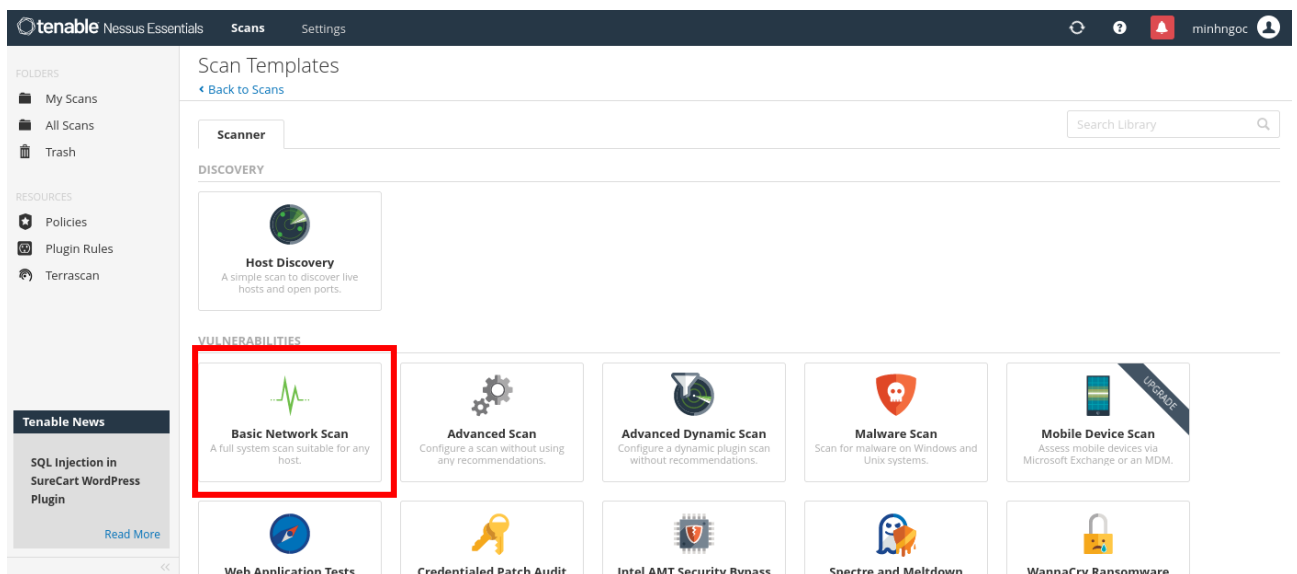 tenable Nessus Essentials Scans Settings minhngoc
FOLDERS
My Scans
All Scans
Trash
RESOURCES
Policies
Plugin Rules
Terrascan
Tenable News
SQL Injection in
SureCart WordPress
Plugin
Read More
Scan Templates
Back to Scans
Scanner
Search Library
DISCOVERY
Host Discovery
A simple scan to discover live
hosts and open ports.
VULNERABILITIES
Basic Network Scan
A full system scan suitable for any
host.
Advanced Scan
Configure a scan without using
any recommendations.
Advanced Dynamic Scan
Configure a dynamic plugin scan
without recommendations.
Malware Scan
Scan for malware on Windows and
Unix systems.
UPGRADE
Mobile Device Scan
Assess mobile devices via
Microsoft Exchange or an MDM.
Web Application Tests
Credentialed Patch Audit
Intel AMT Security Bypass
Spectre and Meltdown
WannaCry Ransomware